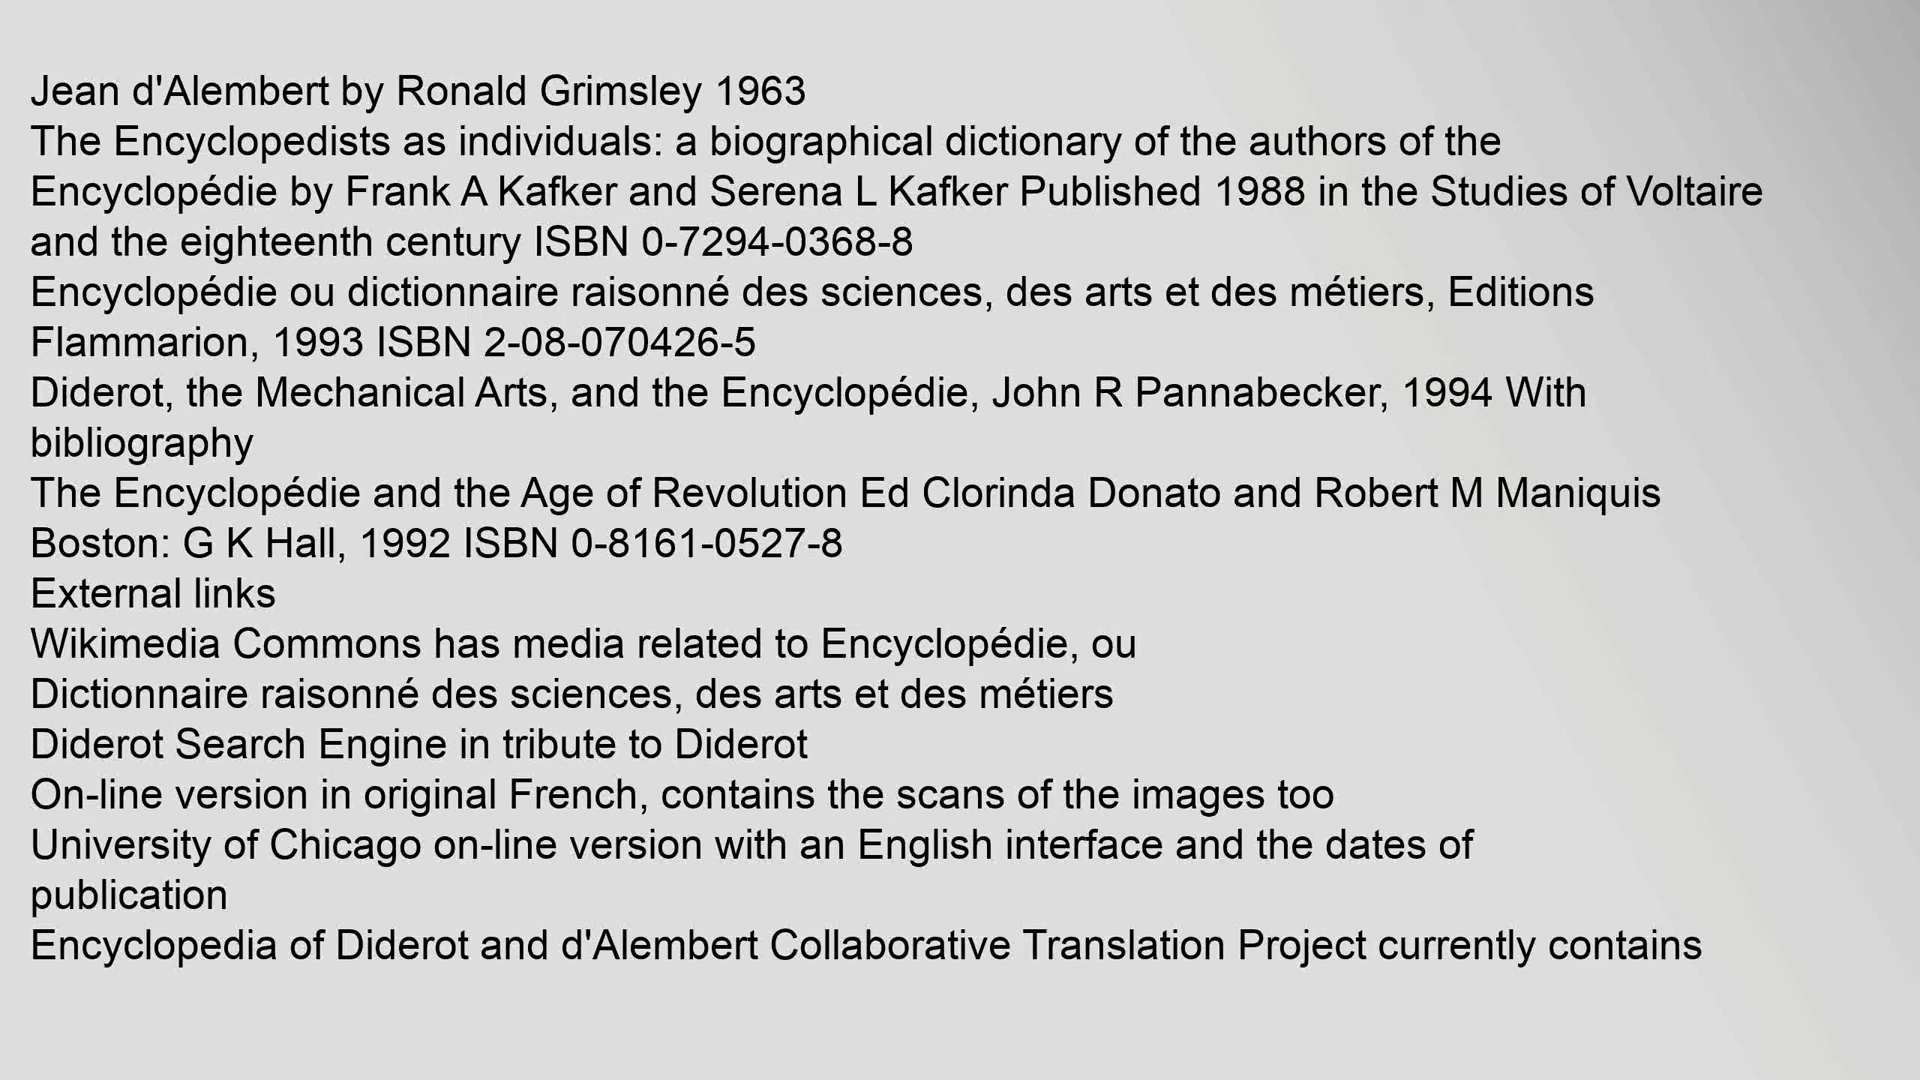 Jean d'Alembert by Ronald Grimsley 1963
The Encyclopedists as individuals: a biographical dictionary of the authors of the
Encyclopédie by Frank A Kafker and Serena L Kafker Published 1988 in the Studies of Voltaire
and the eighteenth century ISBN 0-7294-0368-8
Encyclopédie ou dictionnaire raisonné des sciences, des arts et des métiers, Editions
Flammarion, 1993 ISBN 2-08-070426-5
Diderot, the Mechanical Arts, and the Encyclopédie, John R Pannabecker, 1994 With
bibliography
The Encyclopédie and the Age of Revolution Ed Clorinda Donato and Robert M Maniquis
Boston: G K Hall, 1992 ISBN 0-8161-0527-8
External links
Wikimedia Commons has media related to Encyclopédie, ou
Dictionnaire raisonné des sciences, des arts et des métiers
Diderot Search Engine in tribute to Diderot
On-line version in original French, contains the scans of the images too
University of Chicago on-line version with an English interface and the dates of
publication
Encyclopedia of Diderot and d'Alembert Collaborative Translation Project currently contains